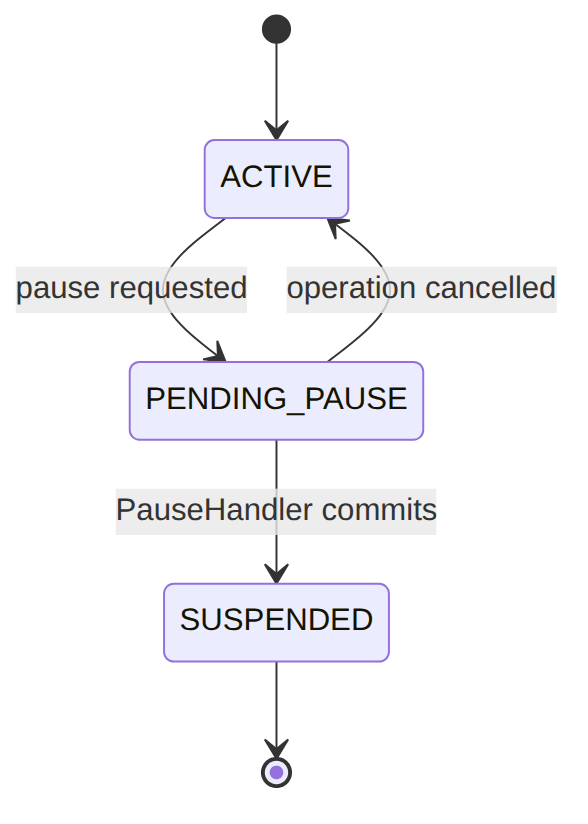 ACTIVE
pause requested
operation cancelled
PENDING_PAUSE
PauseHandler commits
SUSPENDED